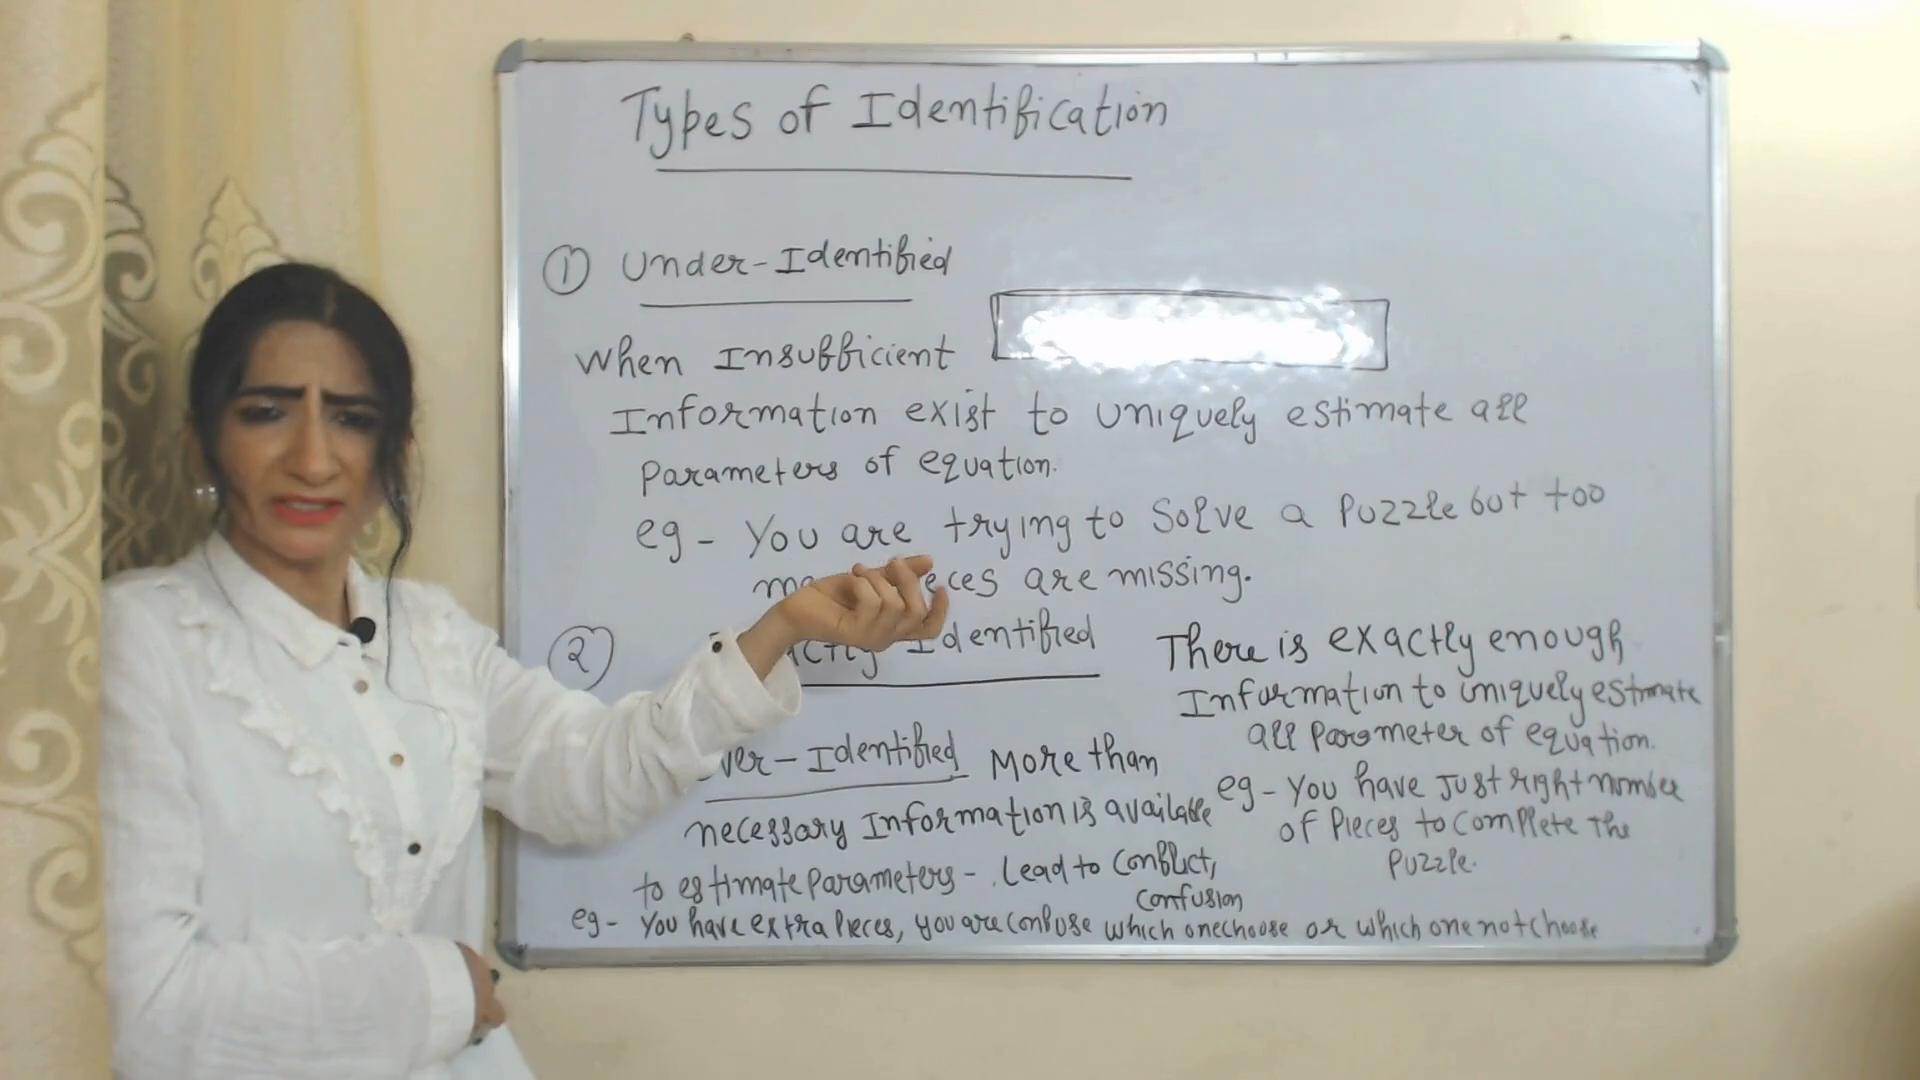 Types of Identification
① Under-Identified
When Insufficient
Information exist to uniquely estimate all
Parameters of equation.
eg - You are trying to Solve a Puzzle but too
are missing.
②
Identified
There is exactly enough
Information to uniquely estimate
all Parameter of equation.
eg - You have Just right number
of Pieces to Complete The
Puzzle.
-Identified More than
necessary Information is available
to estimate parameters - . Lead to Conflict,
Confusion
eg - You have extra Pieces, you are confuse which one choose or which one not choose